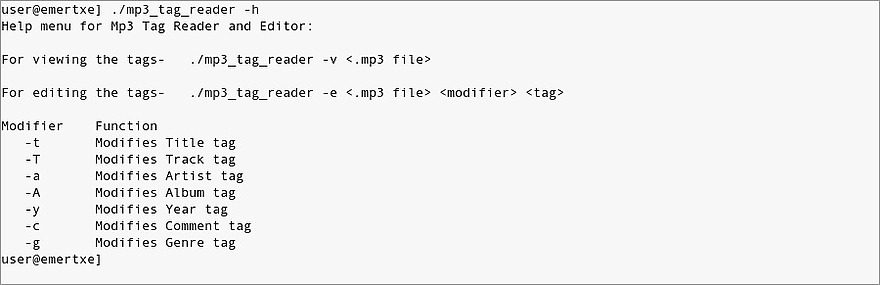 user@emertxe] ./mp3_tag_reader -h
Help menu for Mp3 Tag Reader and Editor:
For viewing the tags-   ./mp3_tag_reader -v <.mp3 file>
For editing the tags-   ./mp3_tag_reader -e <.mp3 file> <modifier> <tag>
Modifier    Function
   -t       Modifies Title tag
   -T       Modifies Track tag
   -a       Modifies Artist tag
   -A       Modifies Album tag
   -y       Modifies Year tag
   -c       Modifies Comment tag
   -g       Modifies Genre tag
user@emertxe]